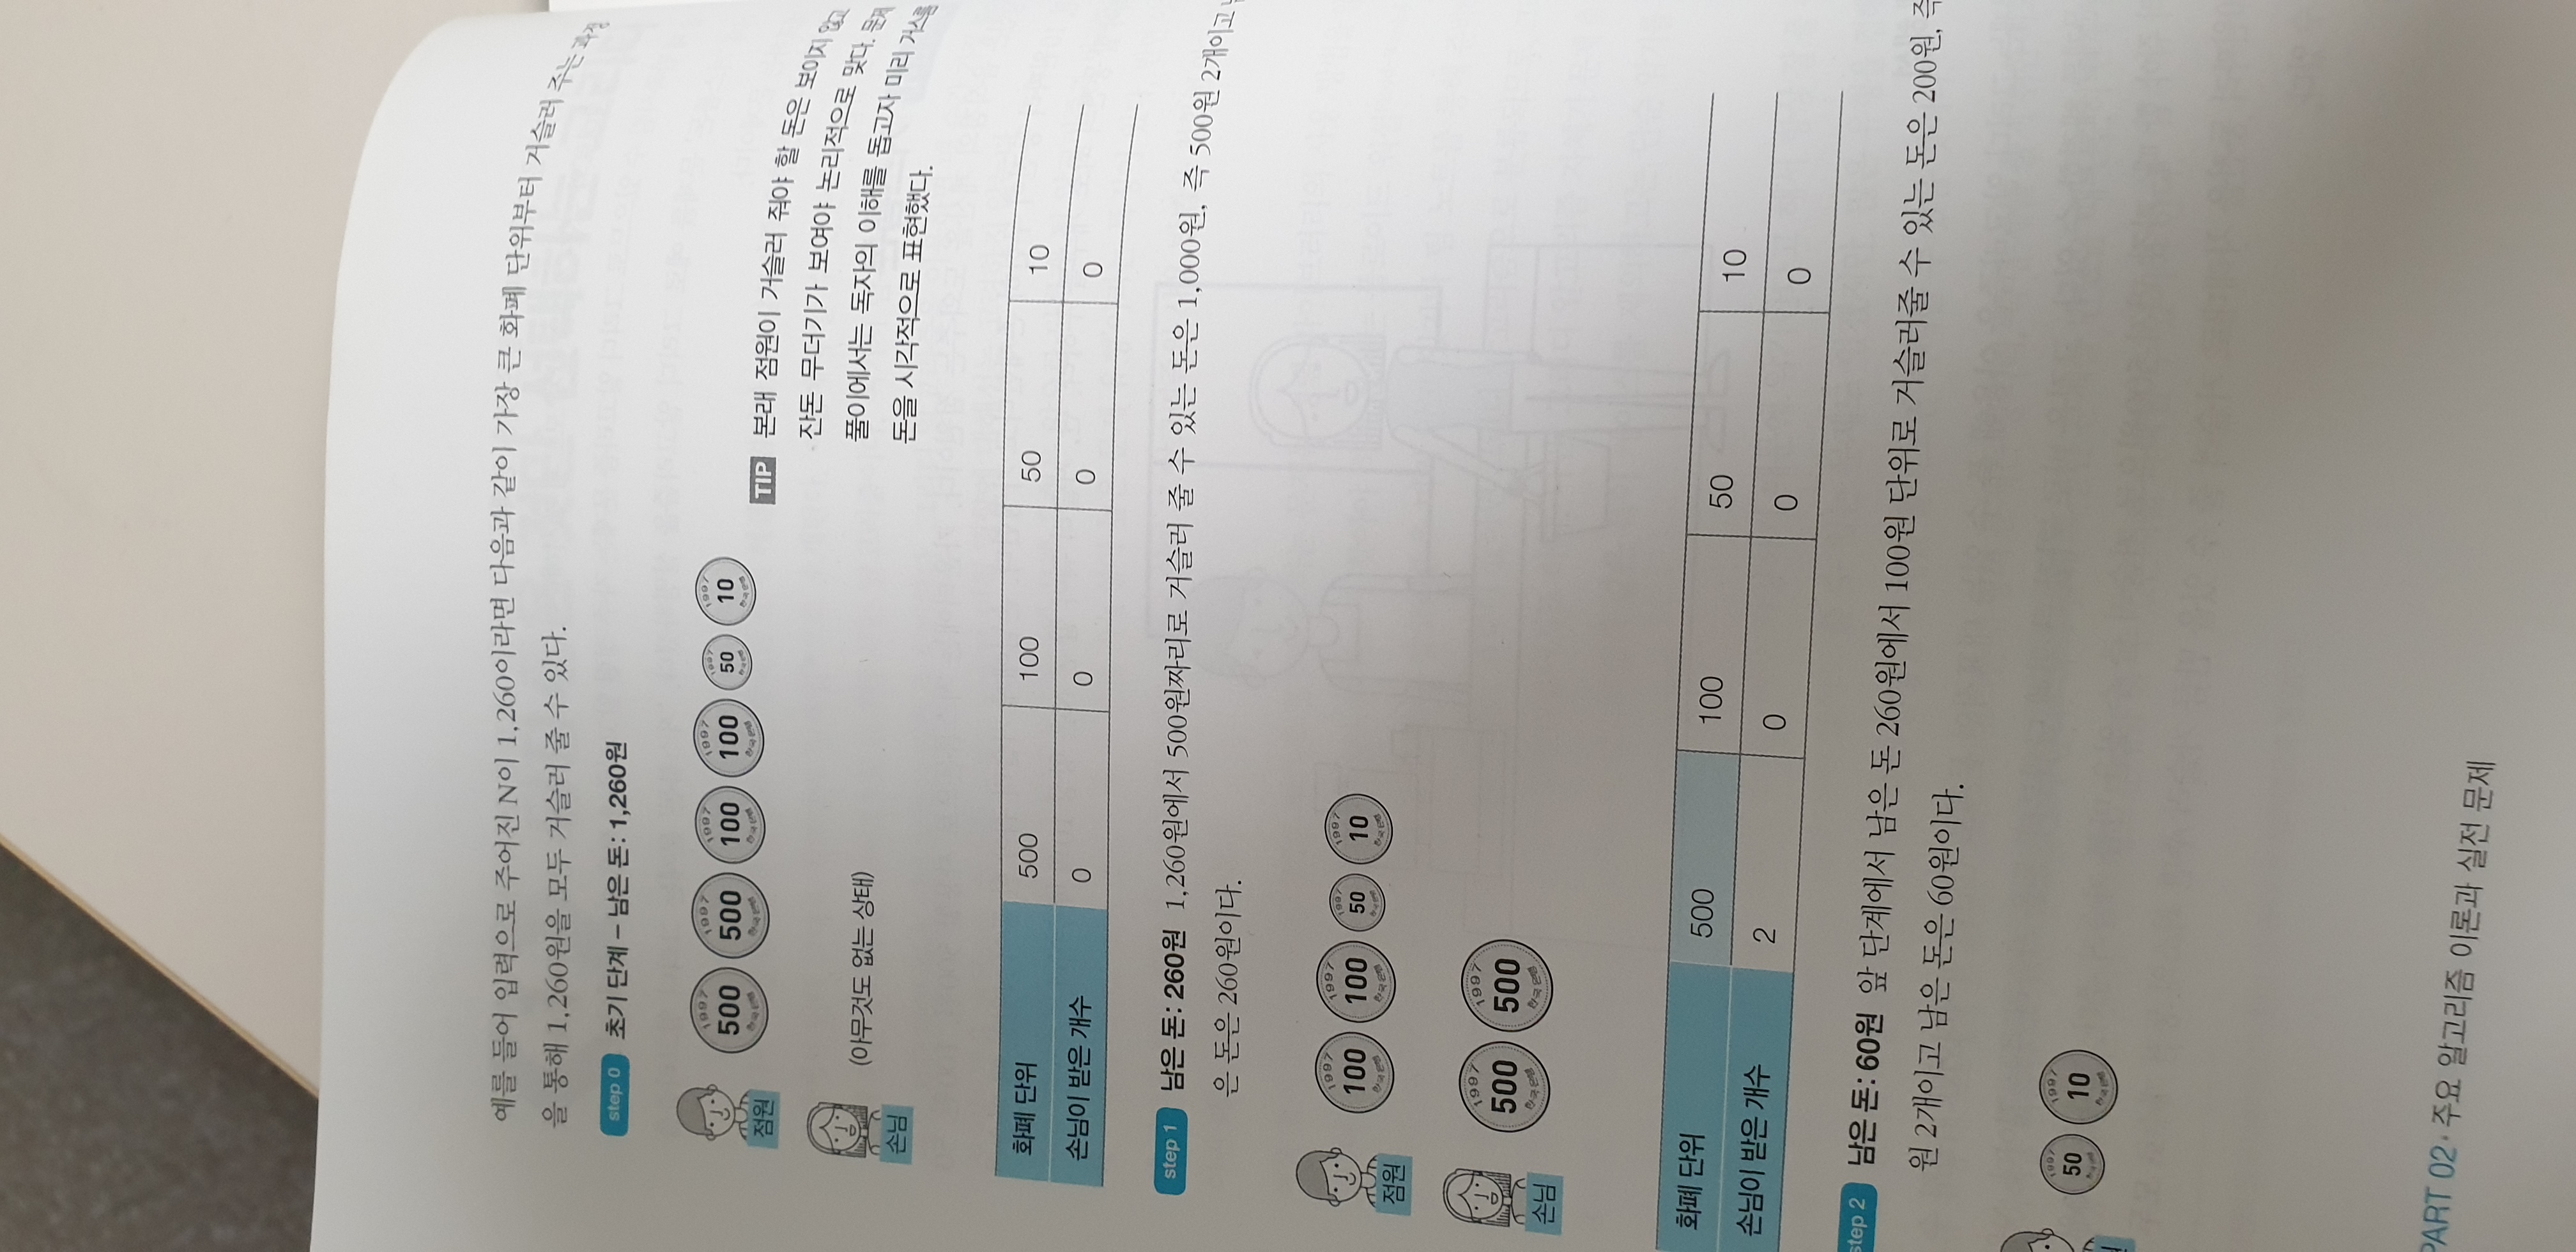 예를 들어 입력으로 주어진 N이 1,260이라면 다음과 같이 가장 큰 화폐 단위부터 거슬러 주는 과정
을 통해 1,260원을 모두 거슬러 줄 수 있다.
step 0 초기 단계 – 남은 돈: 1,260원
1997 500 한국은행 1997 500 한국은행 1997 100 한국은행 1997 100 한국은행 1997 50 한국은행 1997 10 한국은행
점원
TIP 본래 점원이 거슬러 줘야 할 돈은 보이지 않고
잔돈 무더기가 보여야 논리적으로 맞다. 문제
풀이에서는 독자의 이해를 돕고자 미리 거스름
돈을 시각적으로 표현했다.
(아무것도 없는 상태)
손님
화폐 단위 500 100 50 10
손님이 받은 개수 0 0 0 0
step 1 남은 돈: 260원 1,260원에서 500원짜리로 거슬러 줄 수 있는 돈은 1,000원, 즉 500원 2개이고
은 돈은 260원이다.
1997 100 한국은행 1997 100 한국은행 1997 50 한국은행 1997 10 한국은행
점원
1997 500 한국은행 1997 500 한국은행
손님
화폐 단위 500 100 50 10
손님이 받은 개수 2 0 0 0
step 2 남은 돈: 60원 앞 단계에서 남은 돈 260원에서 100원 단위로 거슬러줄 수 있는 돈은 200원, 즉
원 2개이고 남은 돈은 60원이다.
1997 50 한국은행 1997 10 한국은행
PART 02 · 주요 알고리즘 이론과 실전 문제